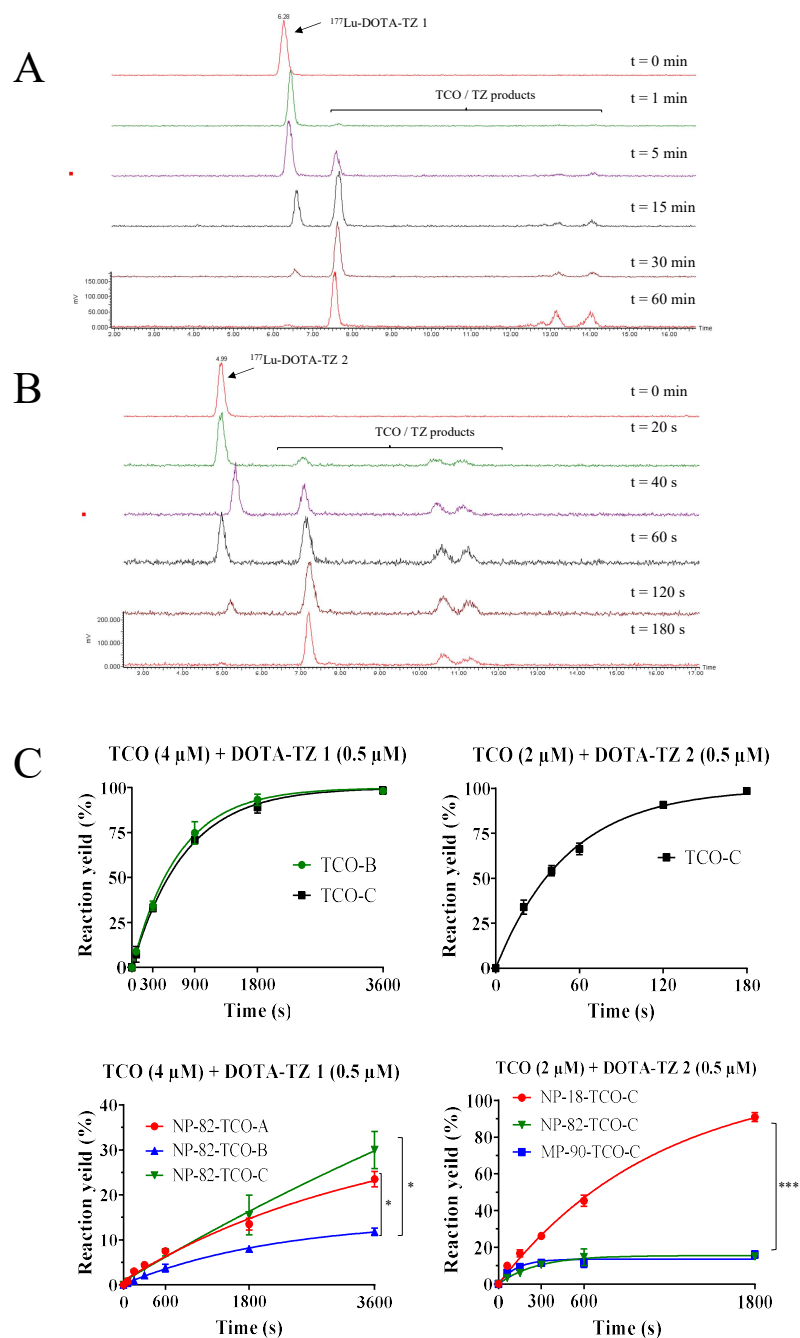 A
6.28
¹⁷⁷Lu-DOTA-TZ 1
t = 0 min
TCO / TZ products
t = 1 min
t = 5 min
t = 15 min
t = 30 min
t = 60 min
150.000
100.000
50.000
0.000
mV
2.00 3.00 4.00 5.00 6.00 7.00 8.00 9.00 10.00 11.00 12.00 13.00 14.00 15.00 16.00 Time
B
4.99
¹⁷⁷Lu-DOTA-TZ 2
t = 0 min
TCO / TZ products
t = 20 s
t = 40 s
t = 60 s
t = 120 s
t = 180 s
200.000
100.000
0.000
mV
3.00 4.00 5.00 6.00 7.00 8.00 9.00 10.00 11.00 12.00 13.00 14.00 15.00 16.00 17.00 Time
C
TCO (4 µM) + DOTA-TZ 1 (0.5 µM)
Reaction yeild (%)
100
75
50
25
0
TCO-B
TCO-C
0 300 900 1800 3600
Time (s)
TCO (2 µM) + DOTA-TZ 2 (0.5 µM)
Reaction yeild (%)
100
75
50
25
0
TCO-C
0 60 120 180
Time (s)
TCO (4 µM) + DOTA-TZ 1 (0.5 µM)
Reaction yeild (%)
40
30
20
10
0
NP-82-TCO-A
NP-82-TCO-B
NP-82-TCO-C
*
*
0 600 1800 3600
Time (s)
TCO (2 µM) + DOTA-TZ 2 (0.5 µM)
Reaction yeild (%)
100
80
60
40
20
0
NP-18-TCO-C
NP-82-TCO-C
MP-90-TCO-C
***
0 300 600 1800
Time (s)